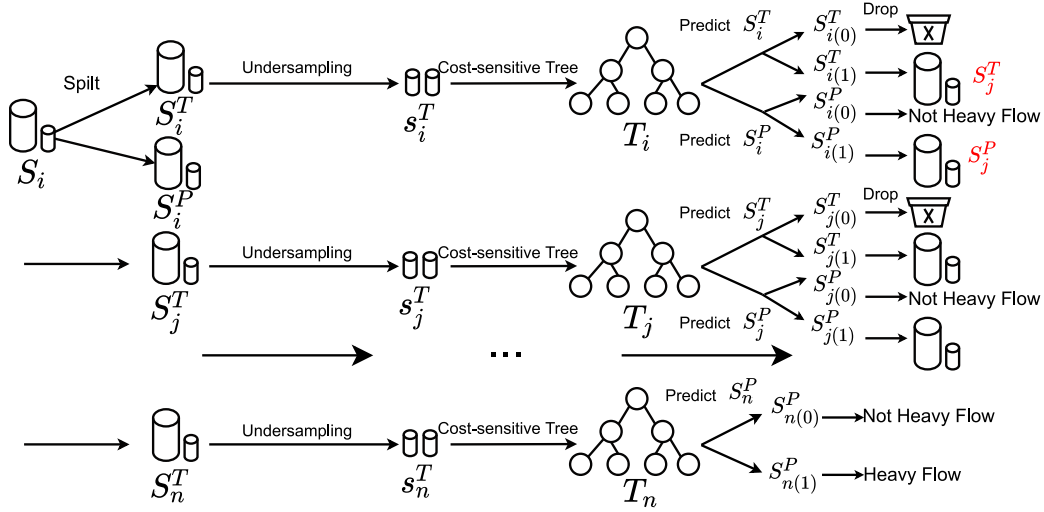 Spilt
S_i
S_i^T
S_i^P
Undersampling
s_i^T
Cost-sensitive Tree
T_i
Predict S_i^T
Predict S_i^P
S_{i(0)}^T Drop X
S_{i(1)}^T S_j^T
S_{i(0)}^P Not Heavy Flow
S_{i(1)}^P S_j^P
S_j^T
Undersampling
s_j^T
Cost-sensitive Tree
T_j
Predict S_j^T
Predict S_j^P
S_{j(0)}^T Drop X
S_{j(1)}^T
S_{j(0)}^P Not Heavy Flow
S_{j(1)}^P
...
S_n^T
Undersampling
s_n^T
Cost-sensitive Tree
T_n
Predict S_n^P
S_{n(0)}^P Not Heavy Flow
S_{n(1)}^P Heavy Flow